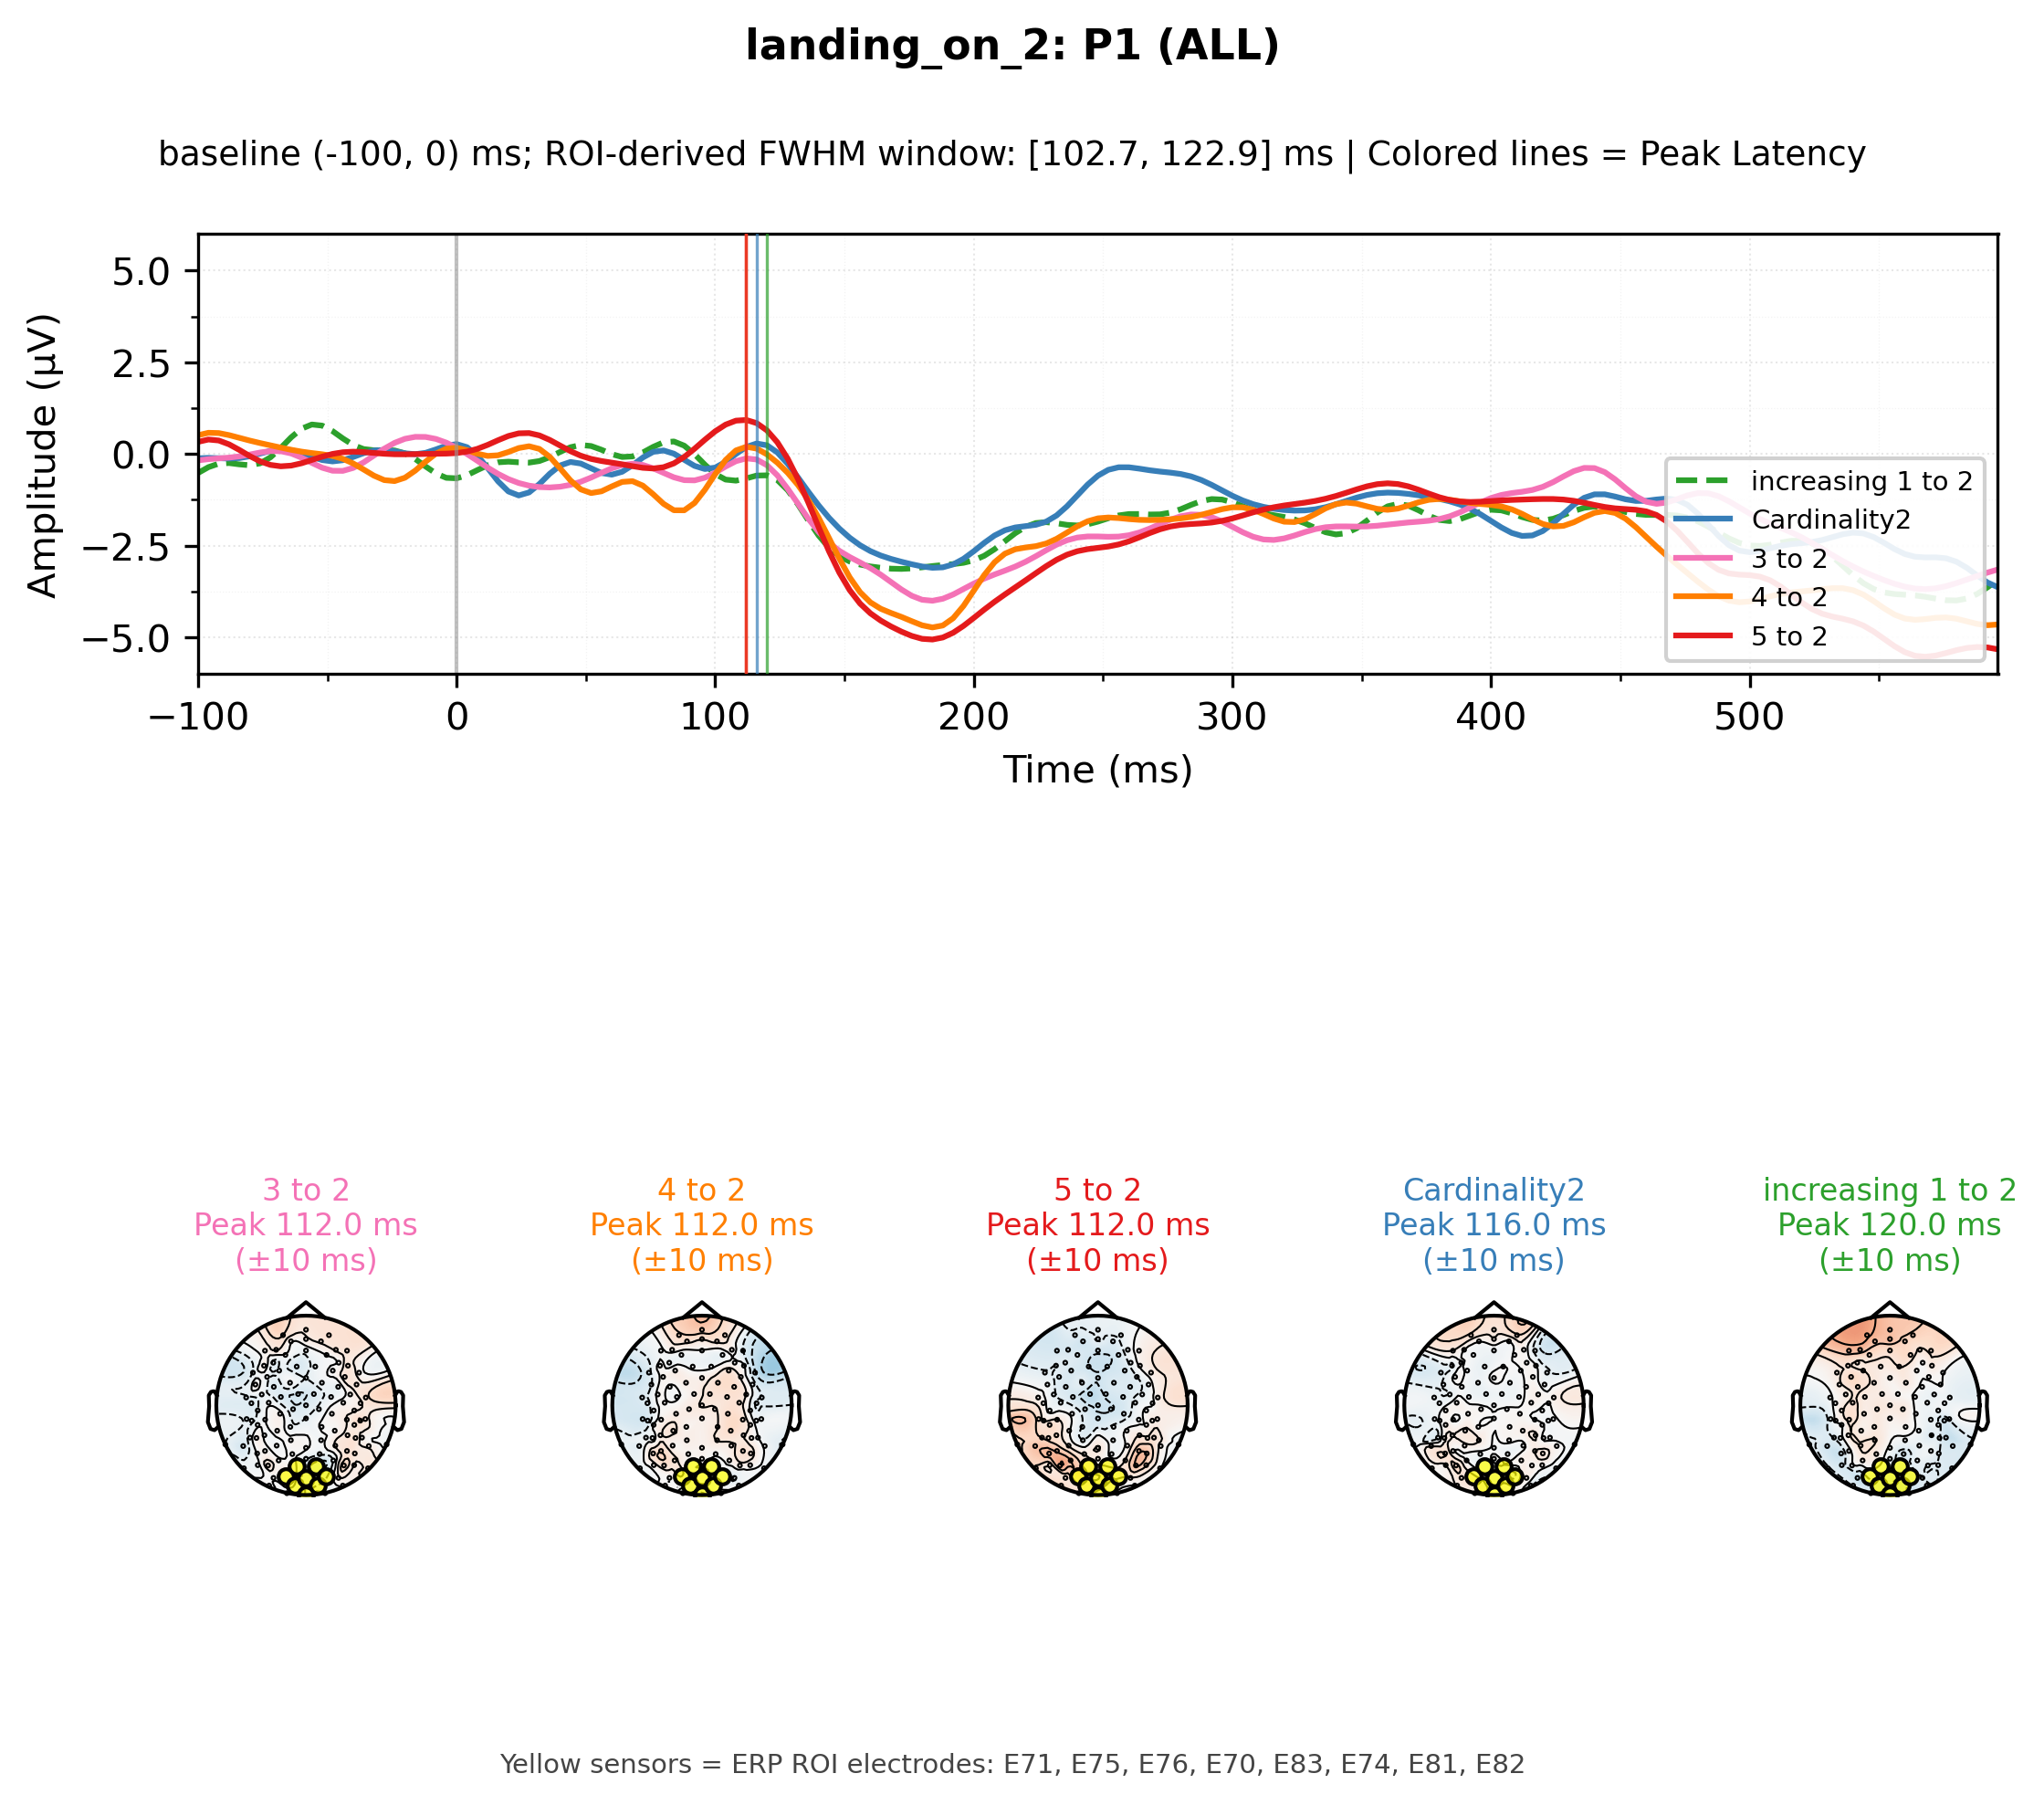 landing_on_2: P1 (ALL)
baseline (-100, 0) ms; ROI-derived FWHM window: [102.7, 122.9] ms | Colored lines = Peak Latency
Amplitude (µV)
5.0
2.5
0.0
−2.5
−5.0
increasing 1 to 2
Cardinality2
3 to 2
4 to 2
5 to 2
−100 0 100 200 300 400 500
Time (ms)
3 to 2 4 to 2 5 to 2 Cardinality2 increasing 1 to 2
Peak 112.0 ms Peak 112.0 ms Peak 112.0 ms Peak 116.0 ms Peak 120.0 ms
(±10 ms) (±10 ms) (±10 ms) (±10 ms) (±10 ms)
Yellow sensors = ERP ROI electrodes: E71, E75, E76, E70, E83, E74, E81, E82